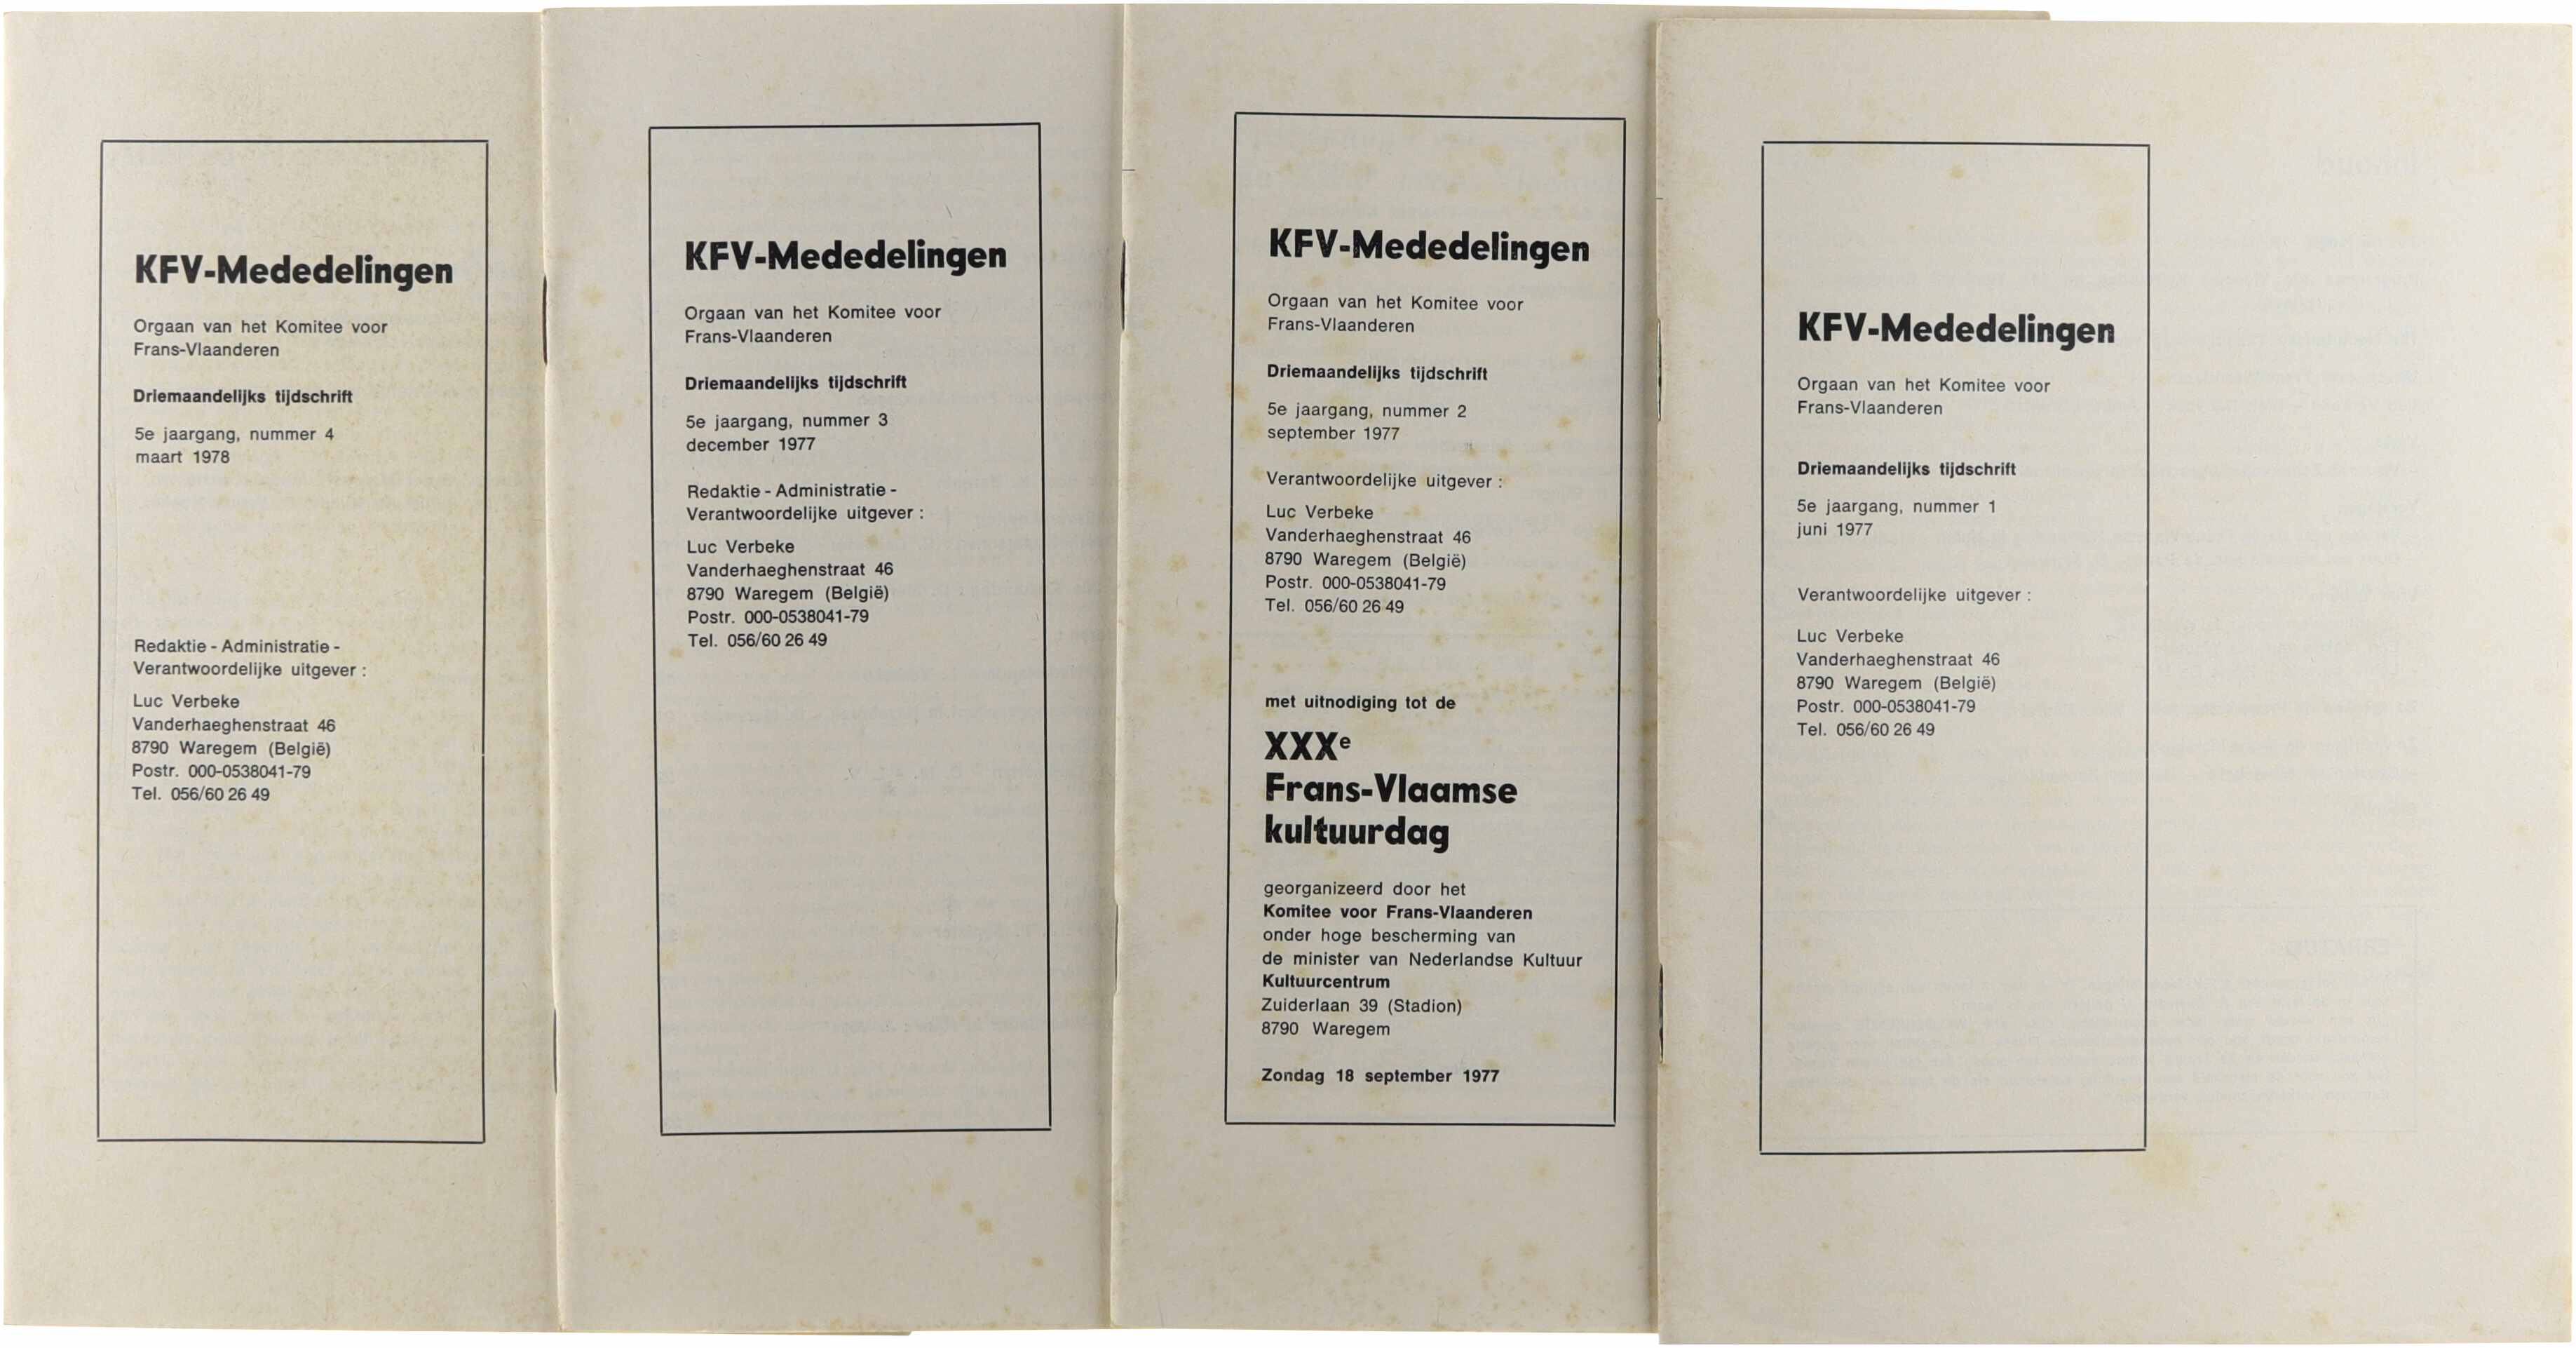 KFV-Mededelingen
Orgaan van het Komitee voor
Frans-Vlaanderen
Driemaandelijks tijdschrift
5e jaargang, nummer 4
maart 1978
Redaktie - Administratie -
Verantwoordelijke uitgever :
Luc Verbeke
Vanderhaeghenstraat 46
8790 Waregem (België)
Postr. 000-0538041-79
Tel. 056/60 26 49
KFV-Mededelingen
Orgaan van het Komitee voor
Frans-Vlaanderen
Driemaandelijks tijdschrift
5e jaargang, nummer 3
december 1977
Redaktie - Administratie -
Verantwoordelijke uitgever :
Luc Verbeke
Vanderhaeghenstraat 46
8790 Waregem (België)
Postr. 000-0538041-79
Tel. 056/60 26 49
KFV-Mededelingen
Orgaan van het Komitee voor
Frans-Vlaanderen
Driemaandelijks tijdschrift
5e jaargang, nummer 2
september 1977
Verantwoordelijke uitgever :
Luc Verbeke
Vanderhaeghenstraat 46
8790 Waregem (België)
Postr. 000-0538041-79
Tel. 056/60 26 49
met uitnodiging tot de
XXXe
Frans-Vlaamse
kultuurdag
georganizeerd door het
Komitee voor Frans-Vlaanderen
onder hoge bescherming van
de minister van Nederlandse Kultuur
Kultuurcentrum
Zuiderlaan 39 (Stadion)
8790 Waregem
Zondag 18 september 1977
KFV-Mededelingen
Orgaan van het Komitee voor
Frans-Vlaanderen
Driemaandelijks tijdschrift
5e jaargang, nummer 1
juni 1977
Verantwoordelijke uitgever :
Luc Verbeke
Vanderhaeghenstraat 46
8790 Waregem (België)
Postr. 000-0538041-79
Tel. 056/60 26 49